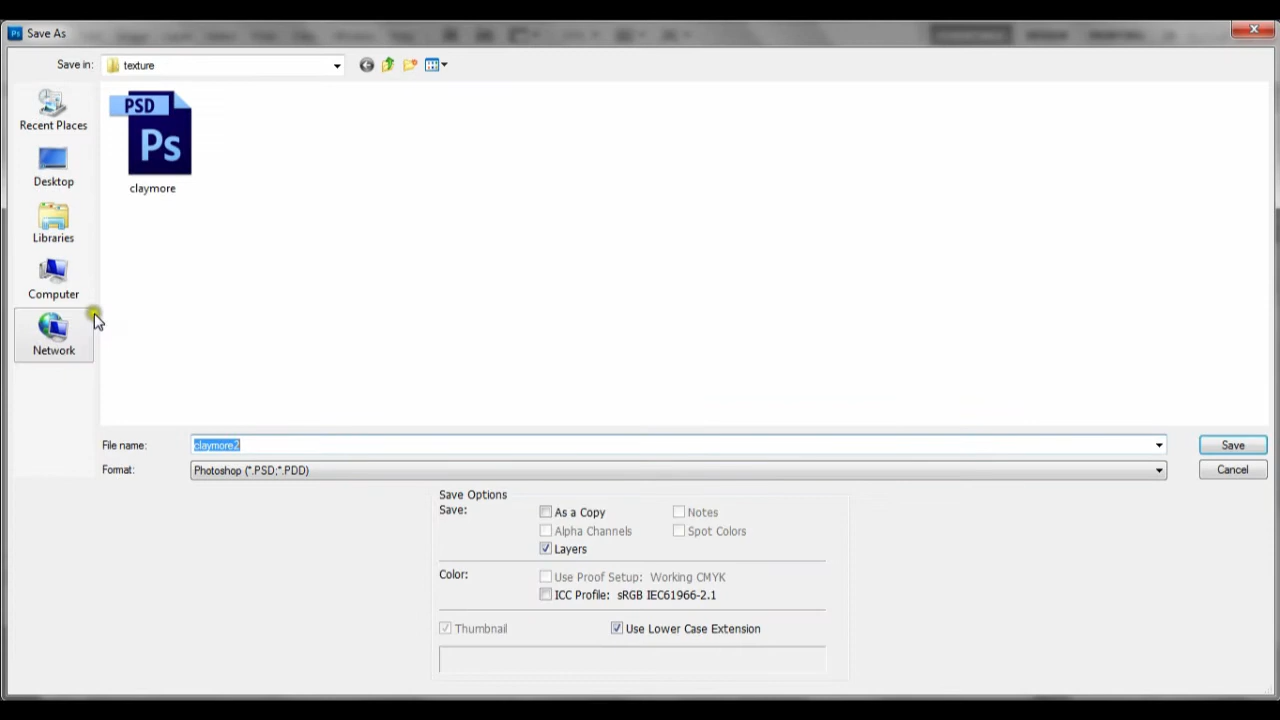 Ps Save As
Save in: texture
PSD
Ps
claymore
Recent Places
Desktop
Libraries
Computer
Network
File name: claymore2 Save
Format: Photoshop (*.PSD;*.PDD) Cancel
Save Options
Save: As a Copy Notes
Alpha Channels Spot Colors
Layers
Color: Use Proof Setup: Working CMYK
ICC Profile: sRGB IEC61966-2.1
Thumbnail Use Lower Case Extension